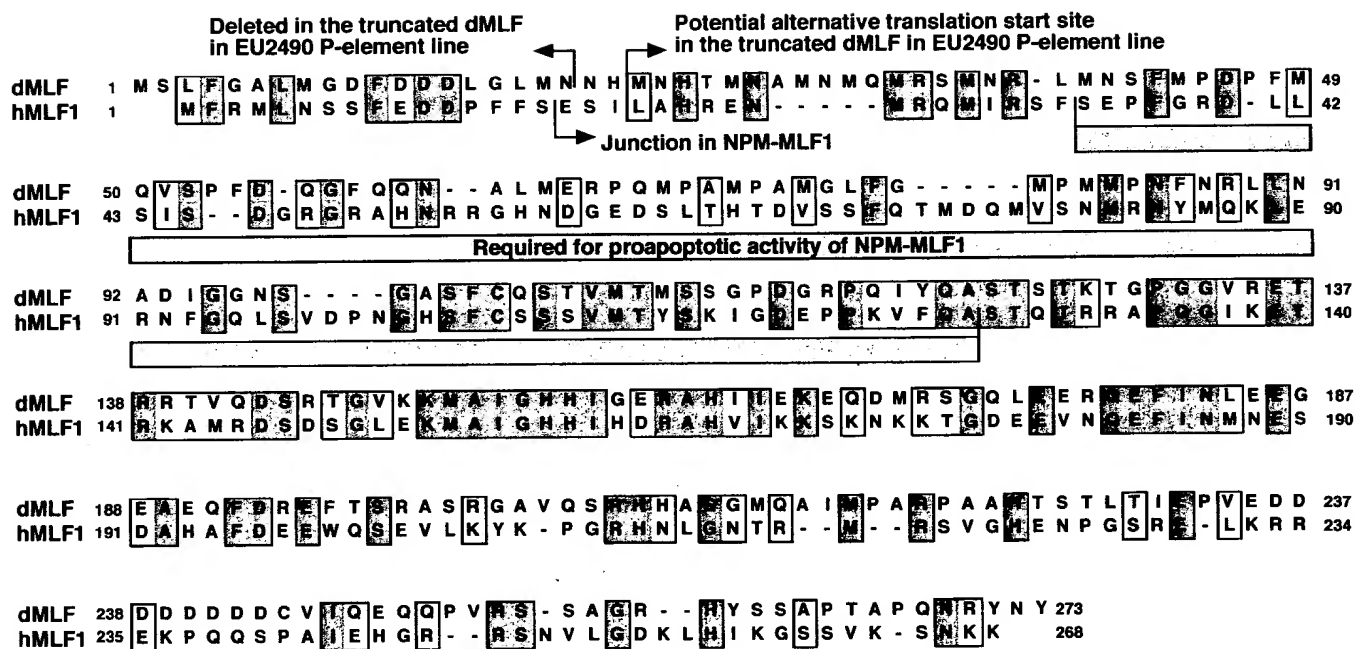 Deleted in the truncated dMLF
in EU2490 P-element line
Potential alternative translation start site
in the truncated dMLF in EU2490 P-element line
dMLF 1 M S L F G A L M G D F D D D L G L M N N H M N H T M N A M N M Q M R S M N R - L M N S F M P D P F M 49
hMLF1 1 M F R M L N S S F E D D P F F S E S I L A H R E N - - - - - M R Q M I R S F S E P F G R D - L L 42
Junction in NPM-MLF1
dMLF 50 Q V S P F D - Q G F Q Q N - - A L M E R P Q M P A M P A M G L F G - - - - - M P M M P N F N R L L N 91
hMLF1 43 S I S - - D G R G R A H N R R G H N D G E D S L T H T D V S S F Q T M D Q M V S N M R N Y M Q K L E 90
Required for proapoptotic activity of NPM-MLF1
dMLF 92 A D I G G N S - - - - G A S F C Q S T V M T M S S G P D G R P Q I Y Q A S T S T K T G P G G V R E T 137
hMLF1 91 R N F G Q L S V D P N G H S F C S S S V M T Y S K I G D E P P K V F Q A S T Q T R R A P Q G I K E T 140
dMLF 138 R R T V Q D S R T G V K K M A I G H H I G E R A H I I E K E Q D M R S G Q L E E R Q E F I N L E E G 187
hMLF1 141 R K A M R D S D S G L E K M A I G H H I H D R A H V I K K S K N K K T G D E E V N Q E F I N M N E S 190
dMLF 188 E A E Q F D R E F T S R A S R G A V Q S R H H A S G M Q A I M P A R P A A H T S T L T I E P V E D D 237
hMLF1 191 D A H A F D E E W Q S E V L K Y K - P G R H N L G N T R - - M - - R S V G H E N P G S R E - L K R R 234
dMLF 238 D D D D D D C V I Q E Q Q P V R S - S A G R - - H Y S S A P T A P Q N R Y N Y 273
hMLF1 235 E K P Q Q S P A I E H G R - - R S N V L G D K L H I K G S S V K - S N K K 268